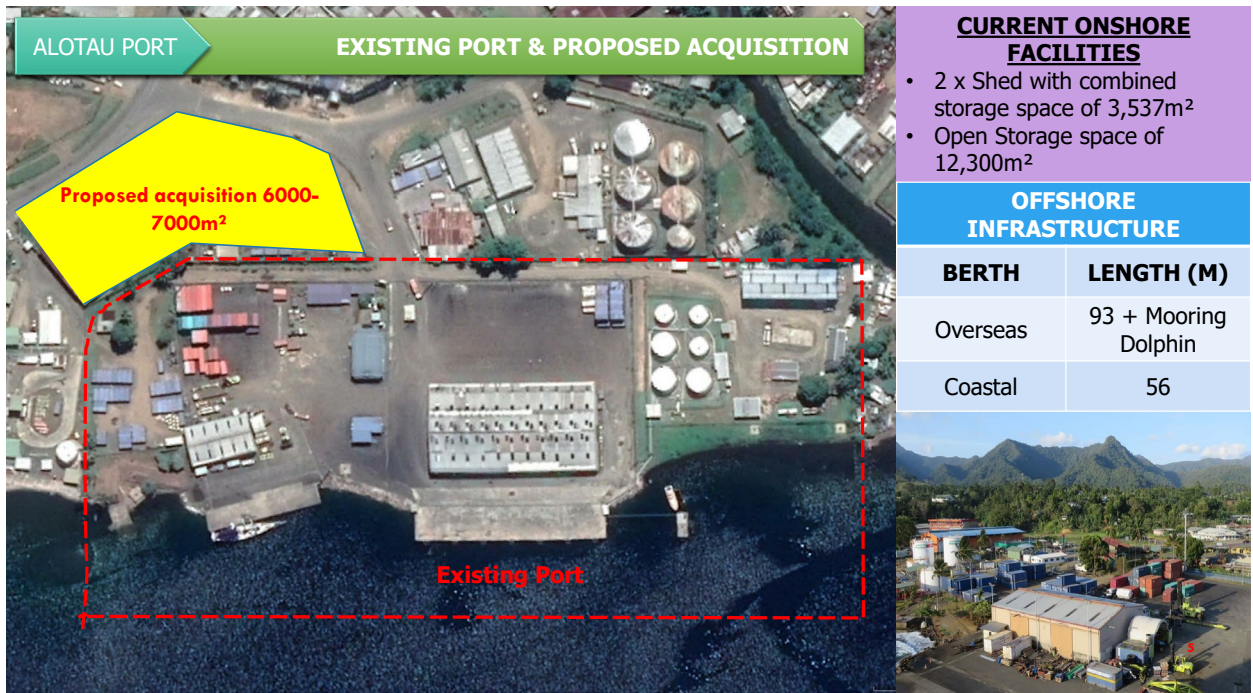 ALOTAU PORT
EXISTING PORT & PROPOSED ACQUISITION
Proposed acquisition 6000-
7000m²
Existing Port
CURRENT ONSHORE
FACILITIES
• 2 x Shed with combined
storage space of 3,537m²
• Open Storage space of
12,300m²
OFFSHORE
INFRASTRUCTURE
BERTH LENGTH (M)
Overseas 93 + Mooring
Dolphin
Coastal 56
5